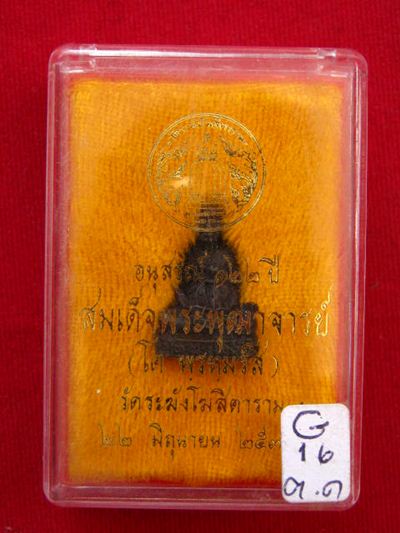 อนุสรณ์ ๑๒๒ ปี
สมเด็จพระพุฒาจารย์
(โต พรหมรังสี)
วัดระฆังโฆสิตาราม
๒๒ มิถุนายน
G
16
ต.ด